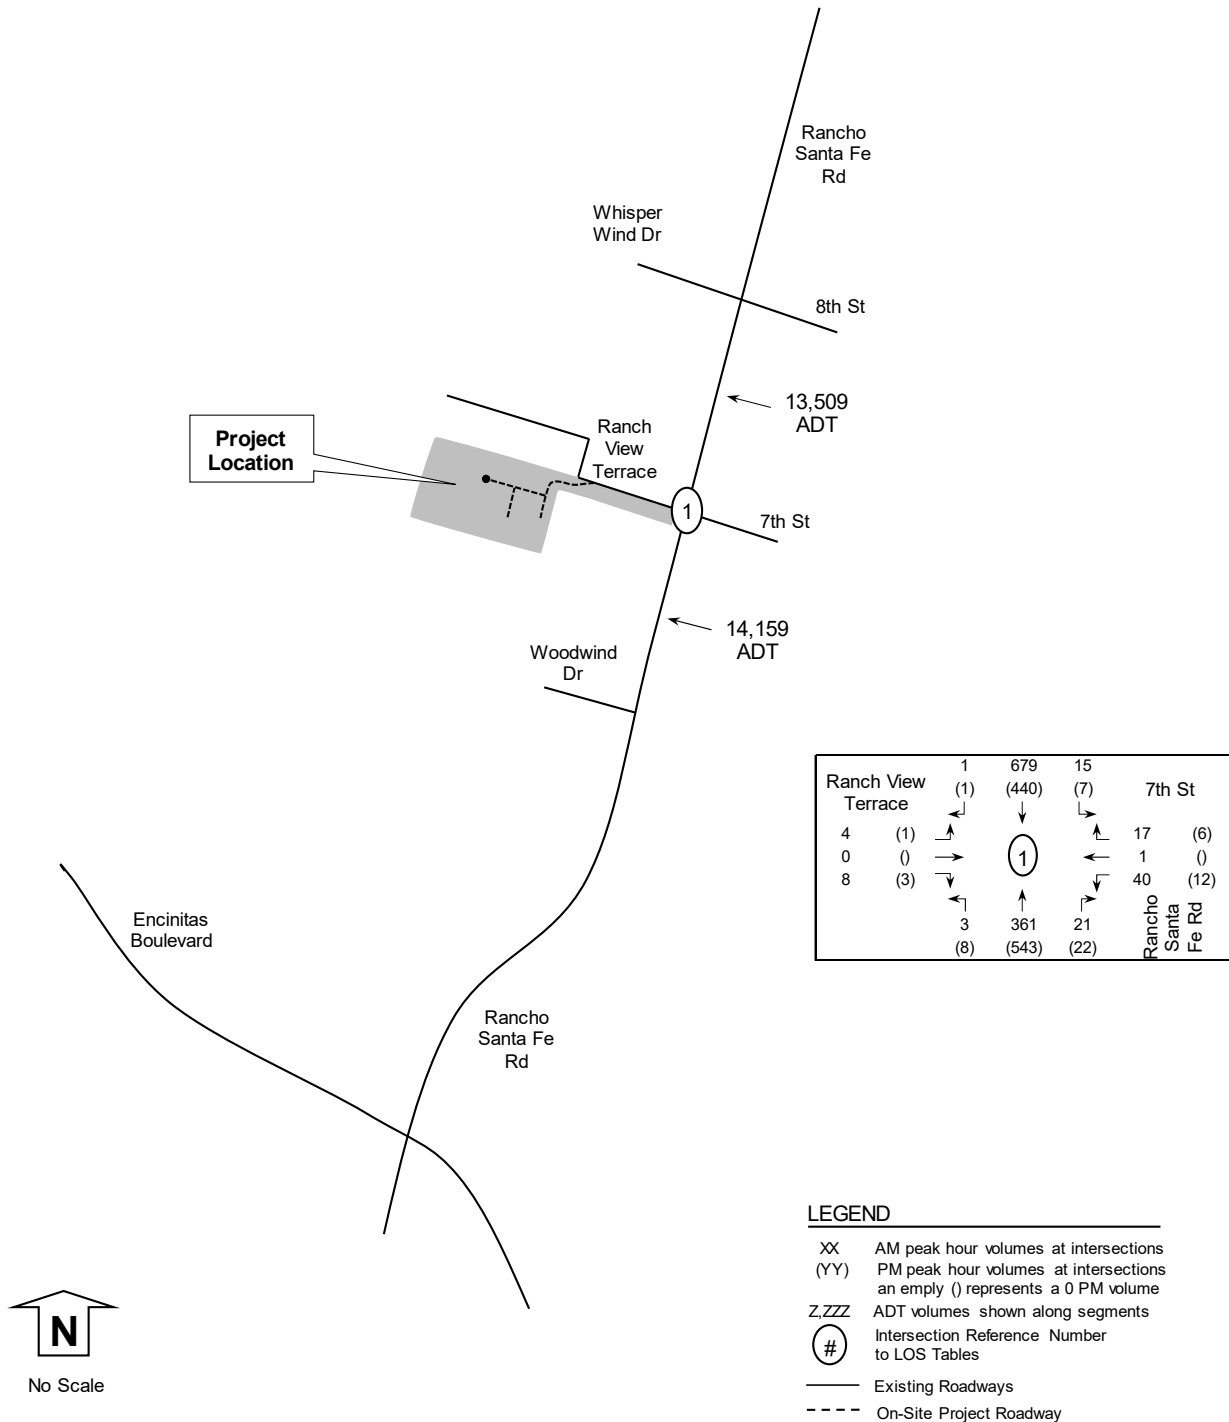 Rancho
Santa Fe
Rd
Whisper
Wind Dr
8th St
13,509
ADT
Project
Location
Ranch
View
Terrace
1
7th St
14,159
ADT
Woodwind
Dr
1 679 15
(1) (440) (7)
Ranch View
Terrace
7th St
4 (1) 17 (6)
0 () 1 1 ()
8 (3) 40 (12)
3 361 21
(8) (543) (22)
Rancho
Santa
Fe Rd
Encinitas
Boulevard
Rancho
Santa Fe
Rd
LEGEND
XX AM peak hour volumes at intersections
(YY) PM peak hour volumes at intersections
an emply () represents a 0 PM volume
Z,ZZZ ADT volumes shown along segments
# Intersection Reference Number
to LOS Tables
Existing Roadways
On-Site Project Roadway
N
No Scale